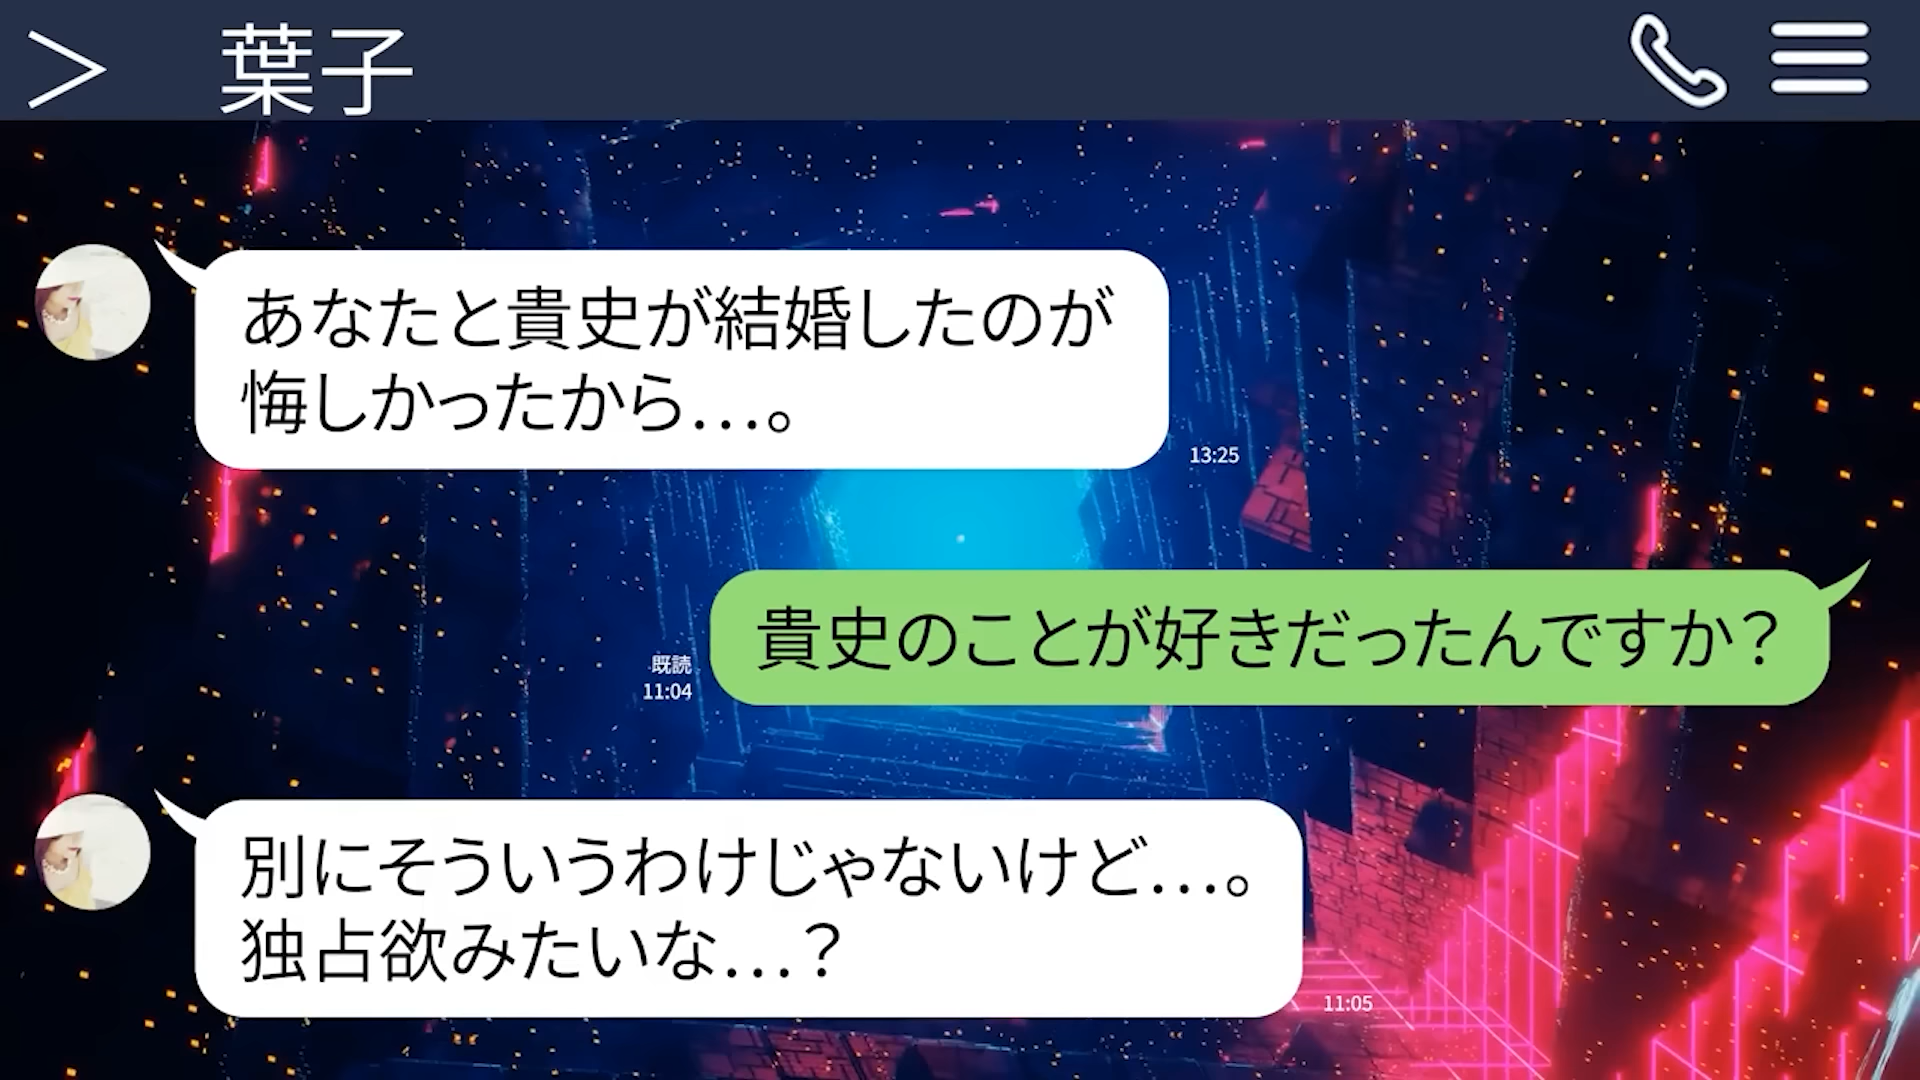 ＞ 葉子
あなたと貴史が結婚したのが
悔しかったから…。
13:25
貴史のことが好きだったんですか？
既読
11:04
別にそういうわけじゃないけど…。
独占欲みたいな…？
11:05